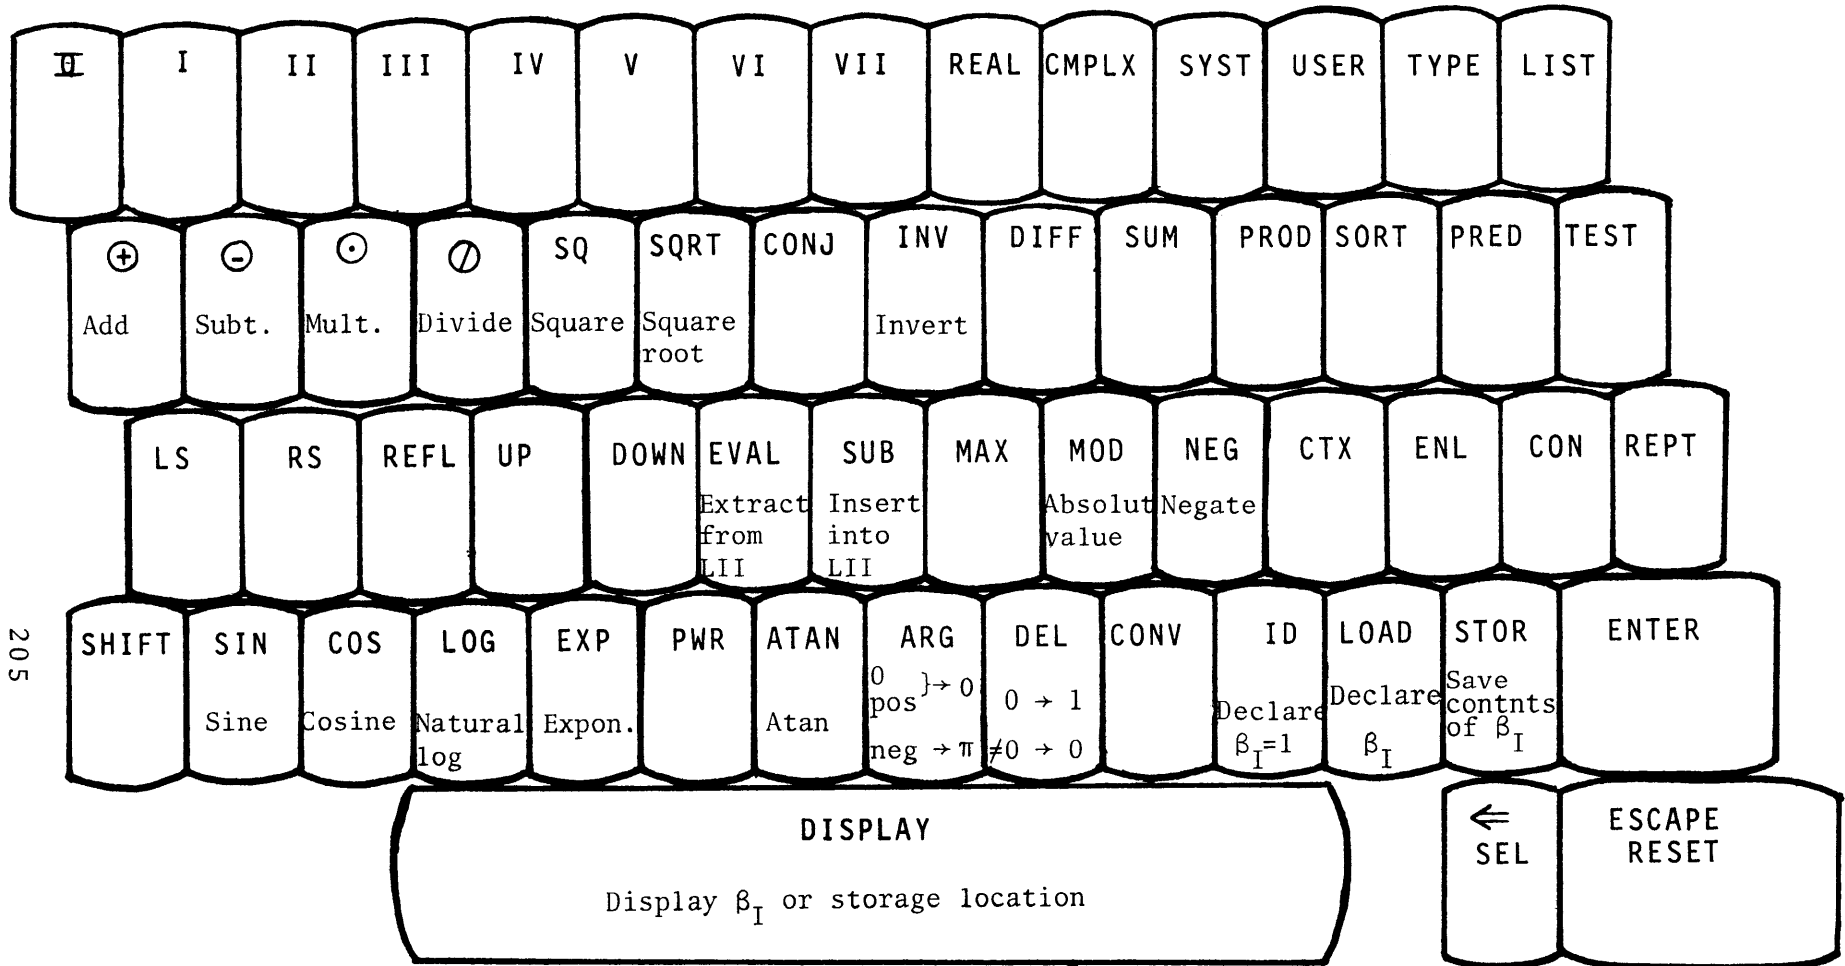 0 I II III IV V VI VII REAL CMPLX SYST USER TYPE LIST
⊕ ⊖ ⊙ ⊘ SQ SQRT CONJ INV DIFF SUM PROD SORT PRED TEST
Add Subt. Mult. Divide Square Square Invert
root
LS RS REFL UP DOWN EVAL SUB MAX MOD NEG CTX ENL CON REPT
Extract Insert Absolut Negate
from into value
LII LII
SHIFT SIN COS LOG EXP PWR ATAN ARG DEL CONV ID LOAD STOR ENTER
0 } → 0 0 → 1 Declare Declare Save
pos contnts
Sine Cosine Natural Expon. Atan of β_I
log neg → π ≠0 → 0 β_I=1 β_I
205
DISPLAY
Display β_I or storage location
⇐
SEL
ESCAPE
RESET